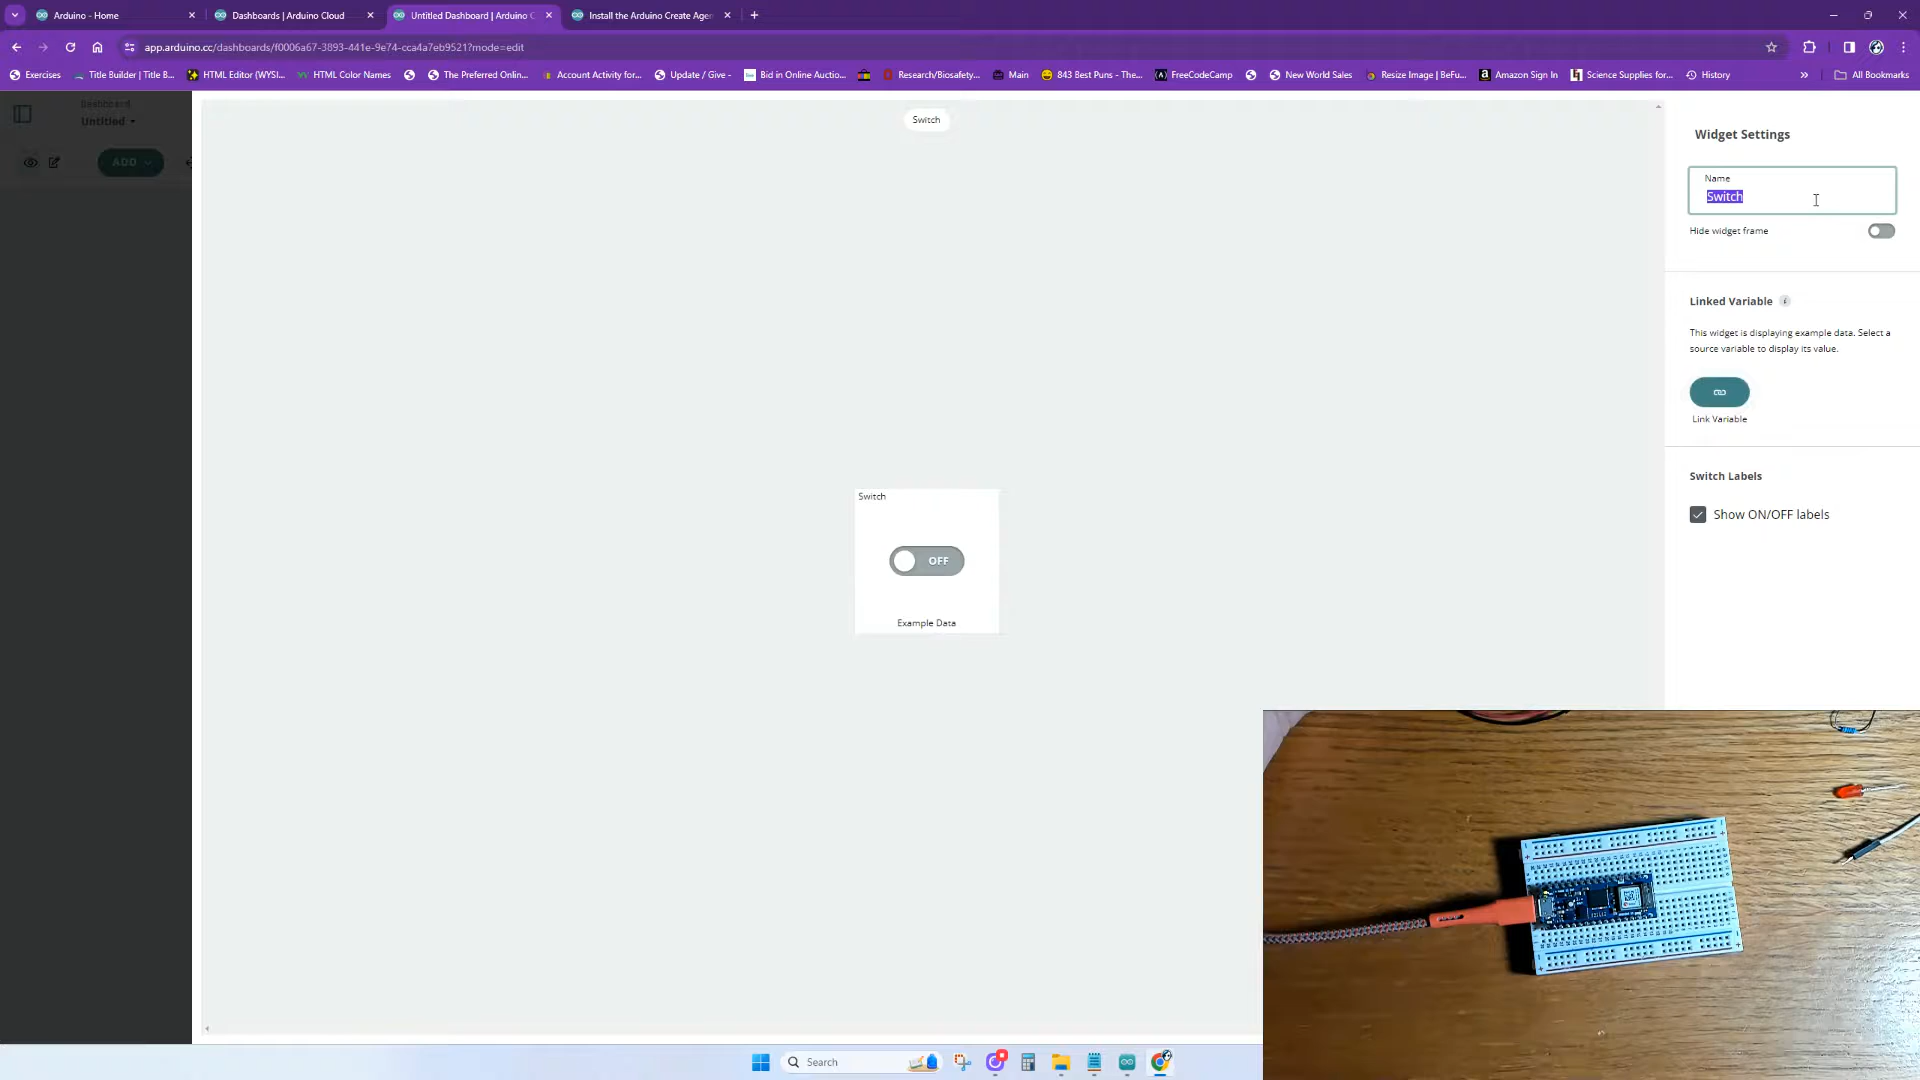 Arduino - Home
Dashboards | Arduino Cloud
Untitled Dashboard | Arduino C
Install the Arduino Create Agen
app.arduino.cc/dashboards/f0006a67-3893-441e-9e74-cca4a7eb9521?mode=edit
Exercises
Title Builder | Title B...
HTML Editor (WYSI...
HTML Color Names
The Preferred Onlin...
Account Activity for...
Update / Give -
Bid in Online Auctio...
Research/Biosafety...
Main
843 Best Puns - The...
FreeCodeCamp
New World Sales
Resize Image | BeFu...
Amazon Sign In
Science Supplies for...
History
All Bookmarks
Dashboard
Untitled
ADD
Switch
Widget Settings
Name
Switch
Hide widget frame
Linked Variable
This widget is displaying example data. Select a
source variable to display its value.
Link Variable
Switch Labels
Show ON/OFF labels
Switch
OFF
Example Data
Search